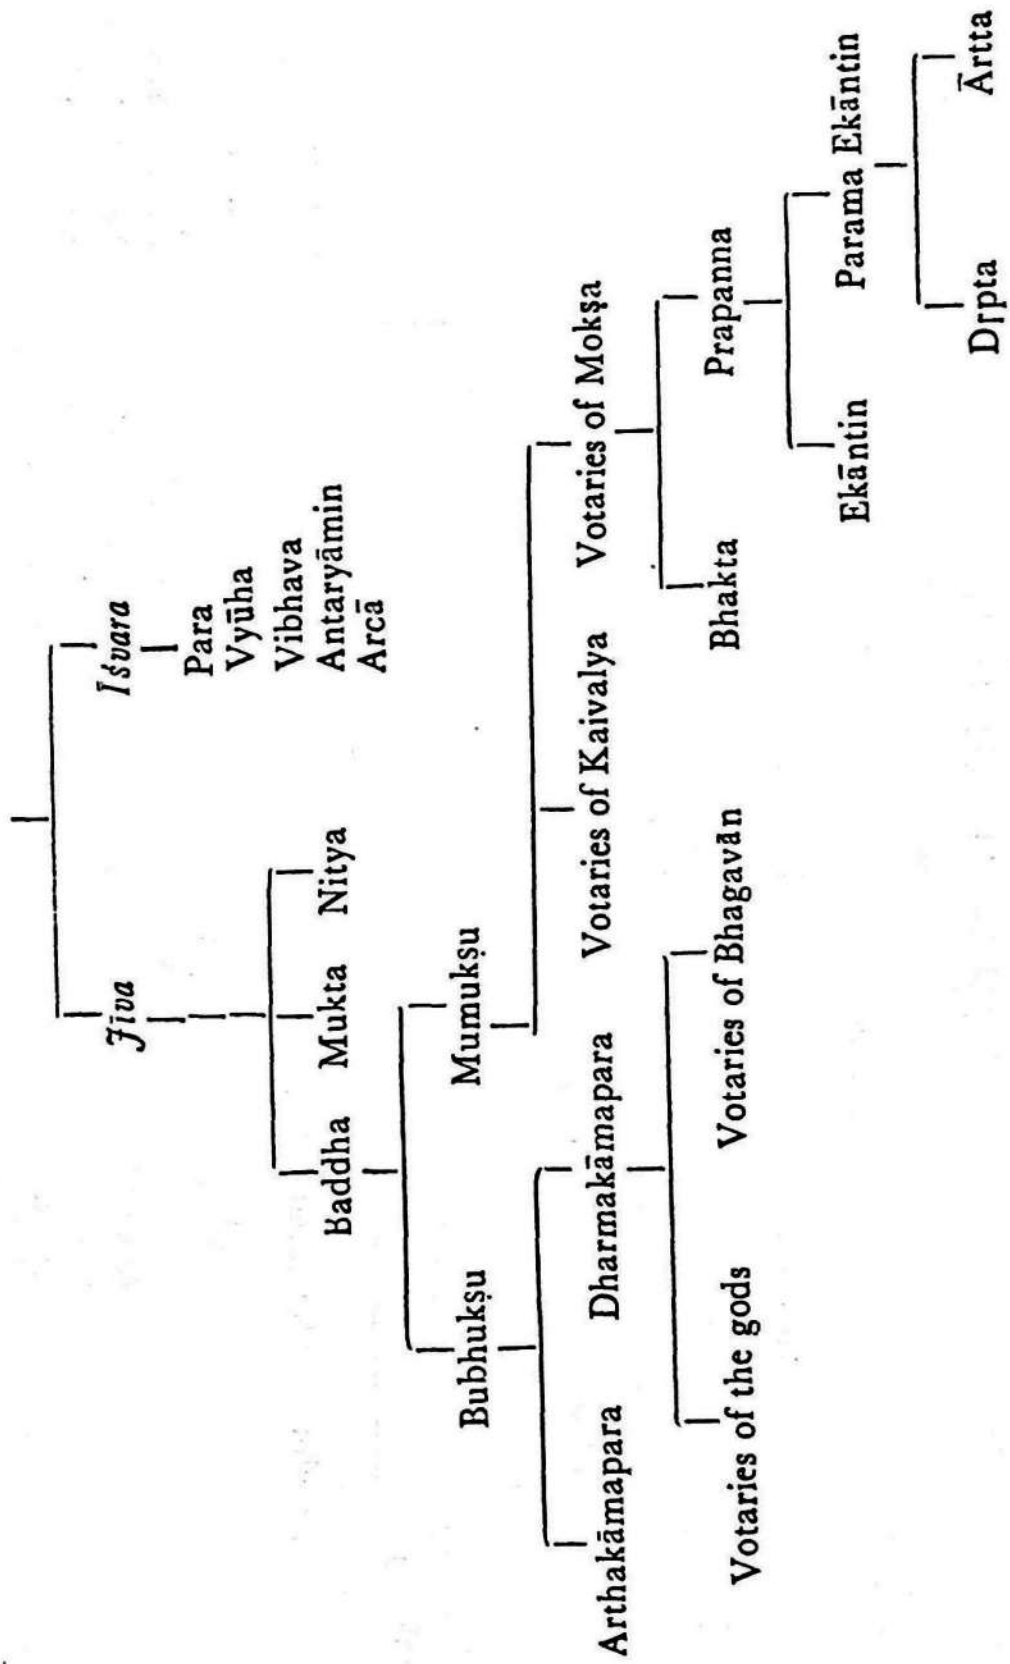 Jīva Īśvara
Para
Vyūha
Vibhava
Antaryāmin
Arcā
Baddha Mukta Nitya
Bubhukṣu Mumukṣu
Arthakāmapara Dharmakāmapara Votaries of Kaivalya Votaries of Mokṣa
Votaries of the gods Votaries of Bhagavān Bhakta Prapanna
Ekāntin Parama Ekāntin
Dṛpta Ārtta